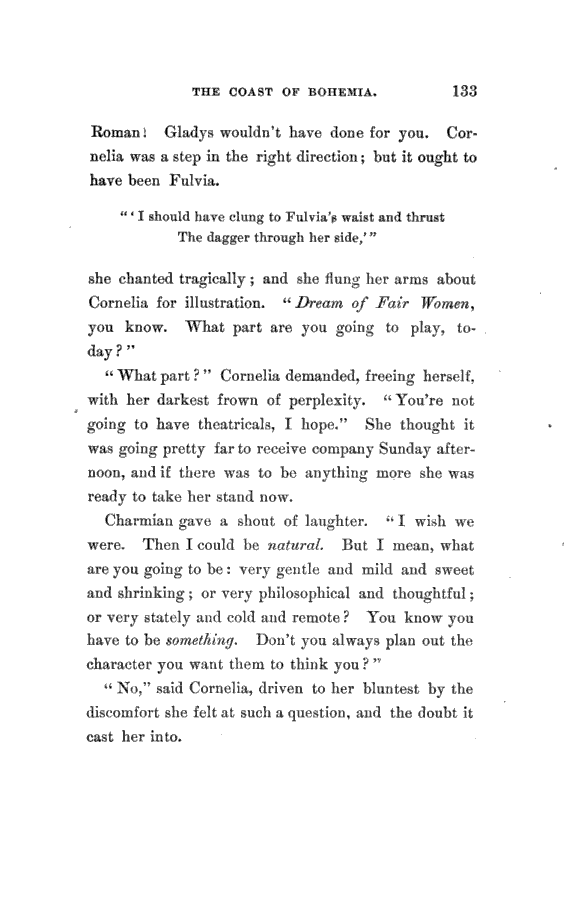 THE COAST OF BOHEMIA. 133
Roman! Gladys wouldn't have done for you. Cor-
nelia was a step in the right direction; but it ought to
have been Fulvia.
"'I should have clung to Fulvia's waist and thrust
The dagger through her side,'"
she chanted tragically; and she flung her arms about
Cornelia for illustration. "Dream of Fair Women,
you know. What part are you going to play, to-
day?"
"What part?" Cornelia demanded, freeing herself,
with her darkest frown of perplexity. "You're not
going to have theatricals, I hope." She thought it
was going pretty far to receive company Sunday after-
noon, and if there was to be anything more she was
ready to take her stand now.
Charmian gave a shout of laughter. "I wish we
were. Then I could be natural. But I mean, what
are you going to be: very gentle and mild and sweet
and shrinking; or very philosophical and thoughtful;
or very stately and cold and remote? You know you
have to be something. Don't you always plan out the
character you want them to think you?"
"No," said Cornelia, driven to her bluntest by the
discomfort she felt at such a question, and the doubt it
cast her into.